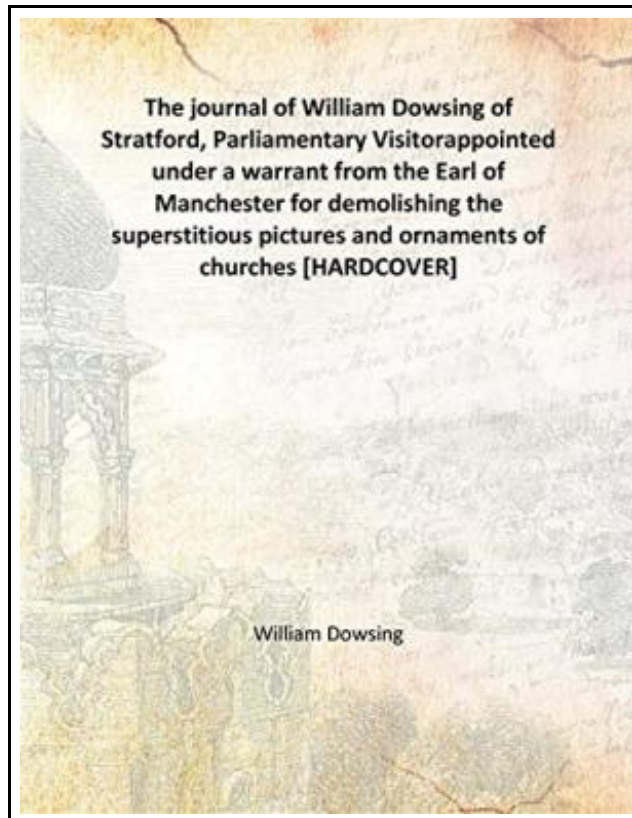 The journal of William Dowsing of
Stratford, Parliamentary Visitorappointed
under a warrant from the Earl of
Manchester for demolishing the
superstitious pictures and ornaments of
churches [HARDCOVER]
William Dowsing